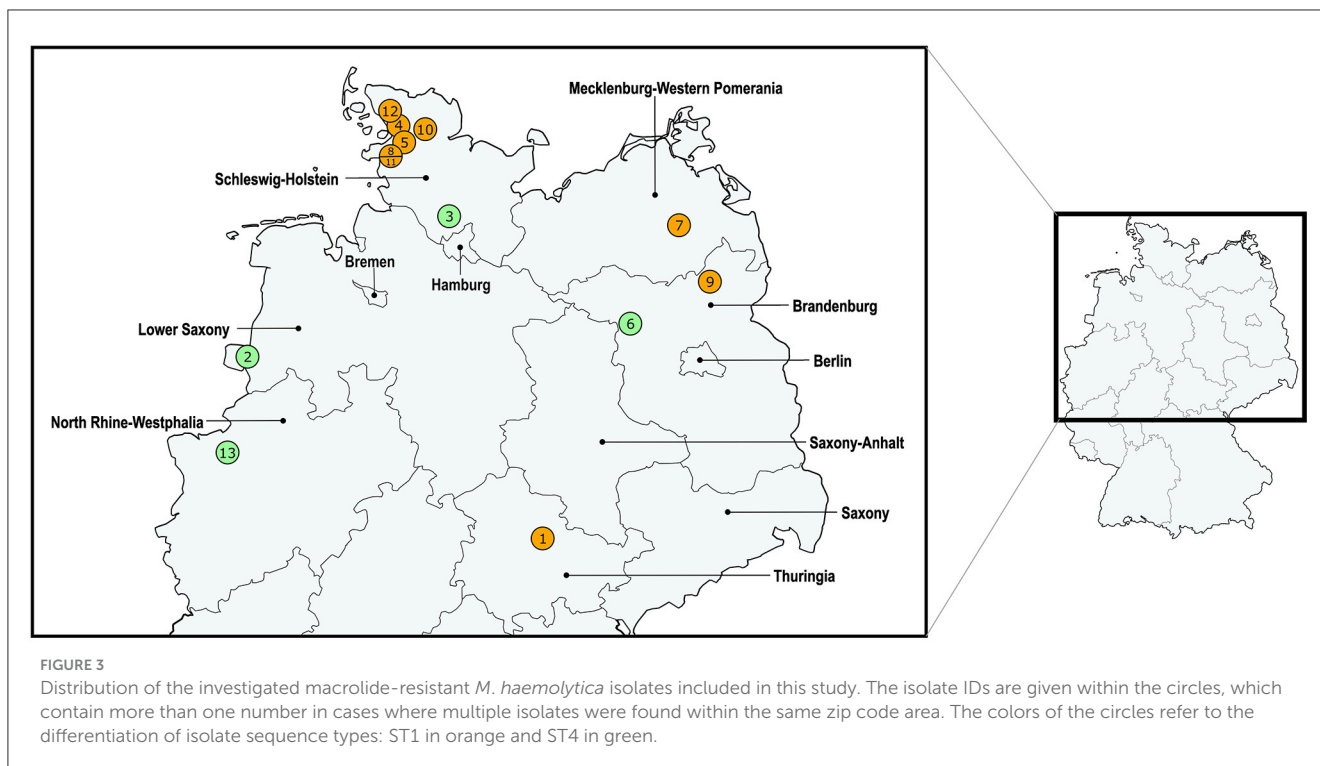 Mecklenburg-Western Pomerania
12
4
10
5
8
11
Schleswig-Holstein
3
7
Bremen
Hamburg
9
Brandenburg
Lower Saxony
6
2
Berlin
North Rhine-Westphalia
13
Saxony-Anhalt
Saxony
1
Thuringia
FIGURE 3
Distribution of the investigated macrolide-resistant M. haemolytica isolates included in this study. The isolate IDs are given within the circles, which
contain more than one number in cases where multiple isolates were found within the same zip code area. The colors of the circles refer to the
differentiation of isolate sequence types: ST1 in orange and ST4 in green.